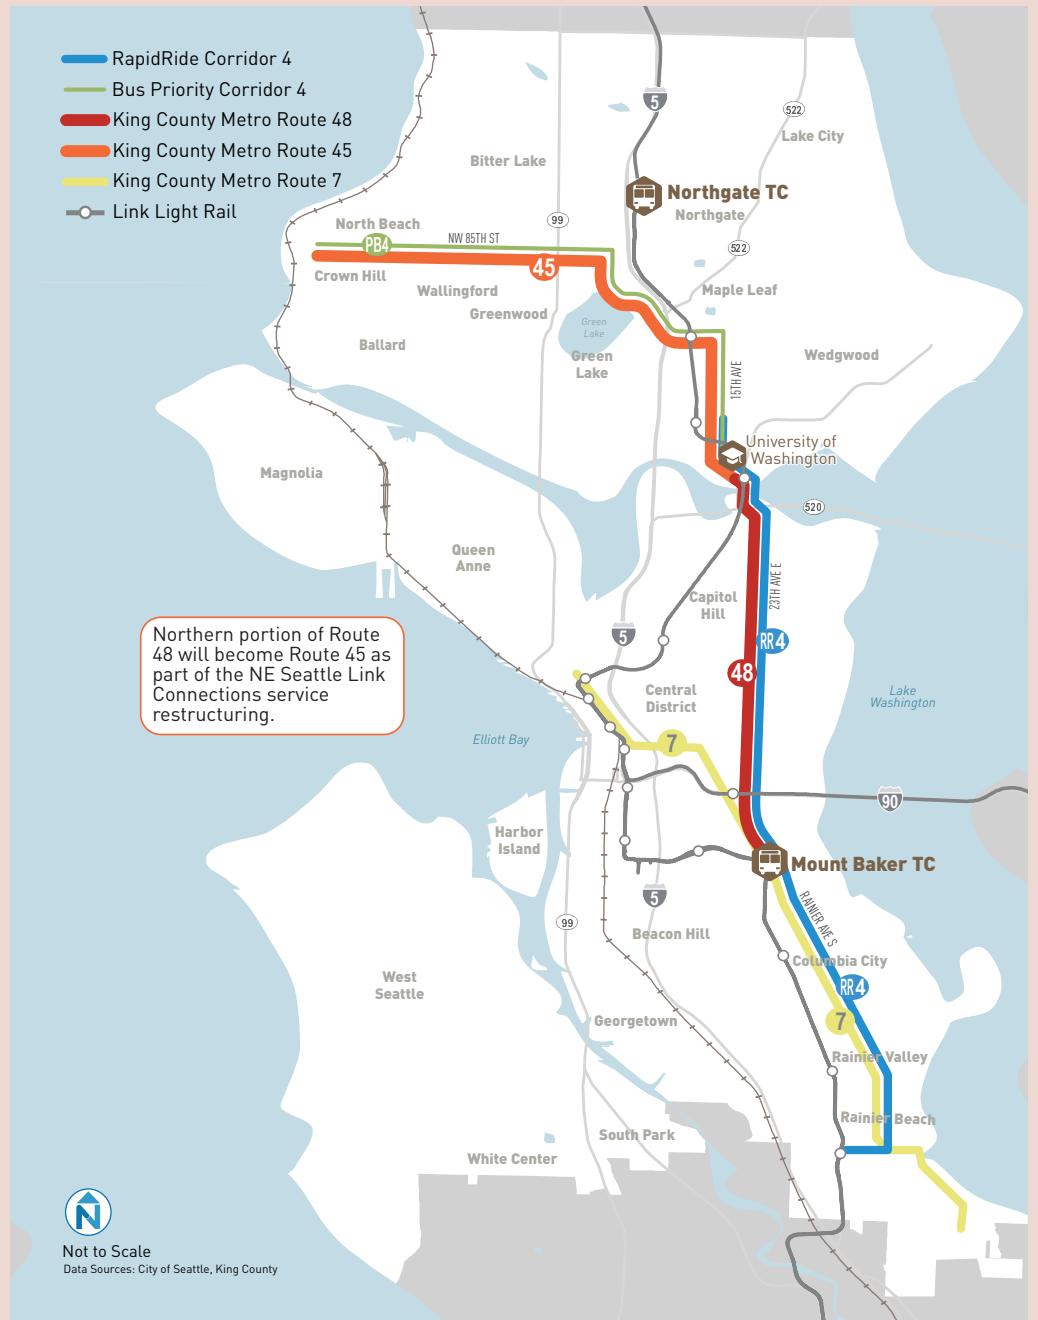 RapidRide Corridor 4
Bus Priority Corridor 4
King County Metro Route 48
King County Metro Route 45
King County Metro Route 7
Link Light Rail
5
522
Lake City
Bitter Lake
Northgate TC
Northgate
99
North Beach
PB4
NW 85TH ST
522
45
Crown Hill
Wallingford
Maple Leaf
Greenwood
Green
Lake
Ballard
Green
Lake
Wedgwood
15TH AVE
University of
Washington
Magnolia
520
Queen
Anne
23TH AVE E
Capitol
Hill
5
RR4
Northern portion of Route
48 will become Route 45 as
part of the NE Seattle Link
Connections service
restructuring.
48
Central
District
Lake
Washington
Elliott Bay
7
90
Harbor
Island
Mount Baker TC
5
RAINIER AVE S
99
Beacon Hill
Columbia City
West
Seattle
RR4
Georgetown
7
Rainier Valley
Rainier Beach
South Park
White Center
N
Not to Scale
Data Sources: City of Seattle, King County